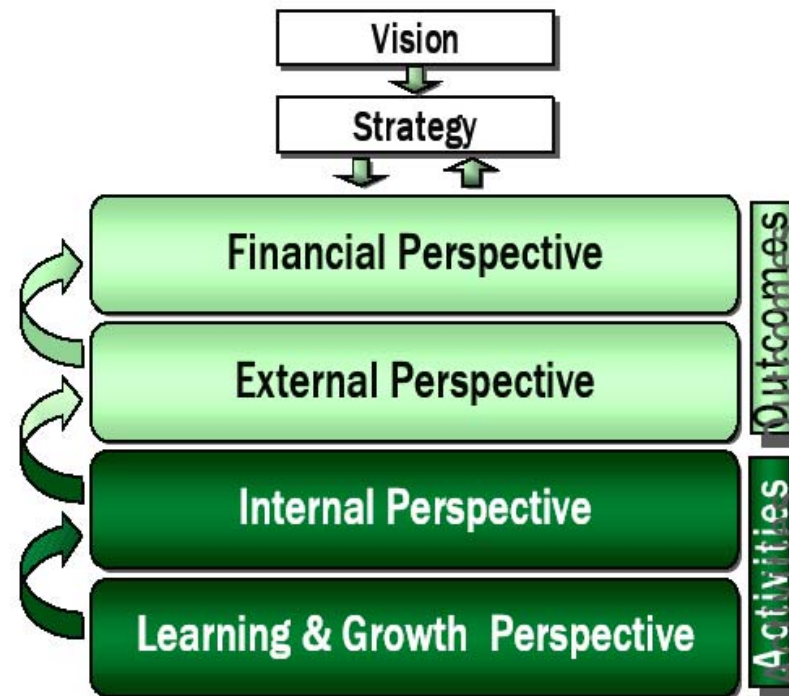 Vision
Strategy
Financial Perspective
External Perspective
Outcomes
Internal Perspective
Learning & Growth Perspective
Activities